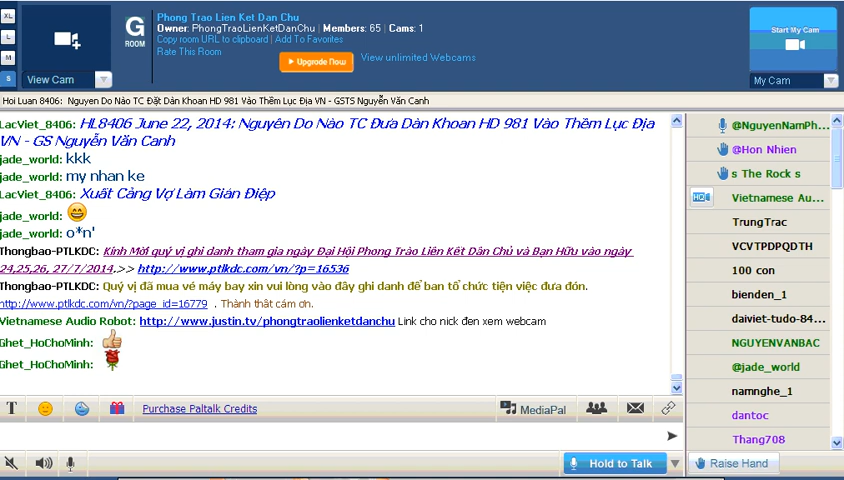 XL
L
M
S
View Cam
G
ROOM
Phong Trao Lien Ket Dan Chu
Owner: PhongTraoLienKetDanChu | Members: 65 | Cams: 1
Copy room URL to clipboard | Add To Favorites
Rate This Room
Upgrade Now
View unlimited Webcams
Start My Cam
My Cam
Hoi Luan 8406: Nguyen Do Nào TC Đặt Dàn Khoan HD 981 Vào Thềm Lục Địa VN - GSTS Nguyễn Văn Canh
LacViet_8406: HL8406 June 22, 2014: Nguyên Do Nào TC Đưa Dàn Khoan HD 981 Vào Thềm Lục Địa
VN - GS Nguyễn Văn Canh
jade_world: kkk
jade_world: my nhan ke
LacViet_8406: Xuất Cảng Vợ Làm Gián Điệp
jade_world:
jade_world: o*n'
Thongbao-PTLKDC: Kính Mời quý vị ghi danh tham gia ngày Đại Hội Phong Trào Liên Kết Dân Chủ và Bạn Hữu vào ngày
24,25,26, 27/7/2014.>> http://www.ptlkdc.com/vn/?p=16536
Thongbao-PTLKDC: Quý vị đã mua vé máy bay xin vui lòng vào đây ghi danh để ban tổ chức tiện việc đưa đón.
http://www.ptlkdc.com/vn/?page_id=16779 . Thành thât cám ơn.
Vietnamese Audio Robot: http://www.justin.tv/phongtraolienketdanchu Link cho nick đen xem webcam
Ghet_HoChoMinh:
Ghet_HoChoMinh:
@NguyenNamPh...
@Hon Nhien
s The Rock s
HD
Vietnamese Au...
TrungTrac
VCVTPDPQDTH
100 con
bienden_1
daiviet-tudo-84...
NGUYENVANBAC
@jade_world
namnghe_1
dantoc
Thang708
T
Purchase Paltalk Credits
MediaPal
Hold to Talk
Raise Hand